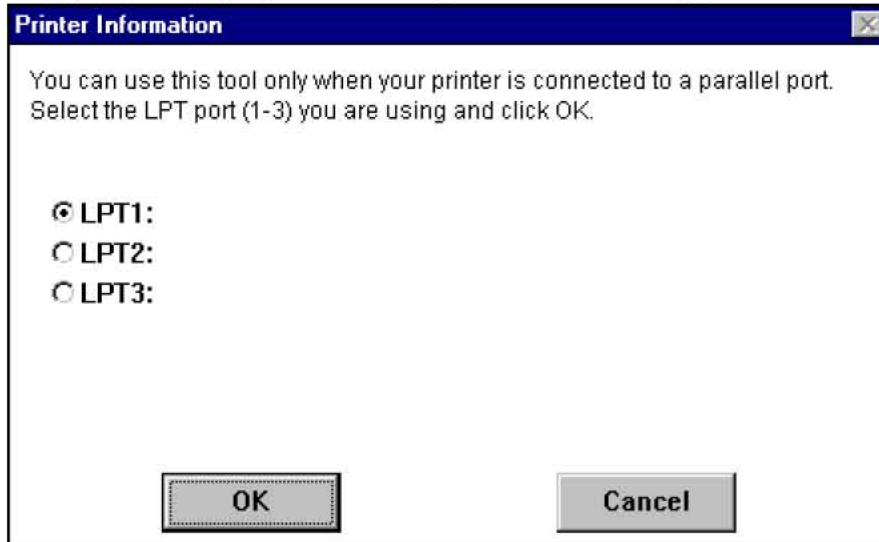 Printer Information
You can use this tool only when your printer is connected to a parallel port.
Select the LPT port (1-3) you are using and click OK.
LPT1:
LPT2:
LPT3:
OK Cancel